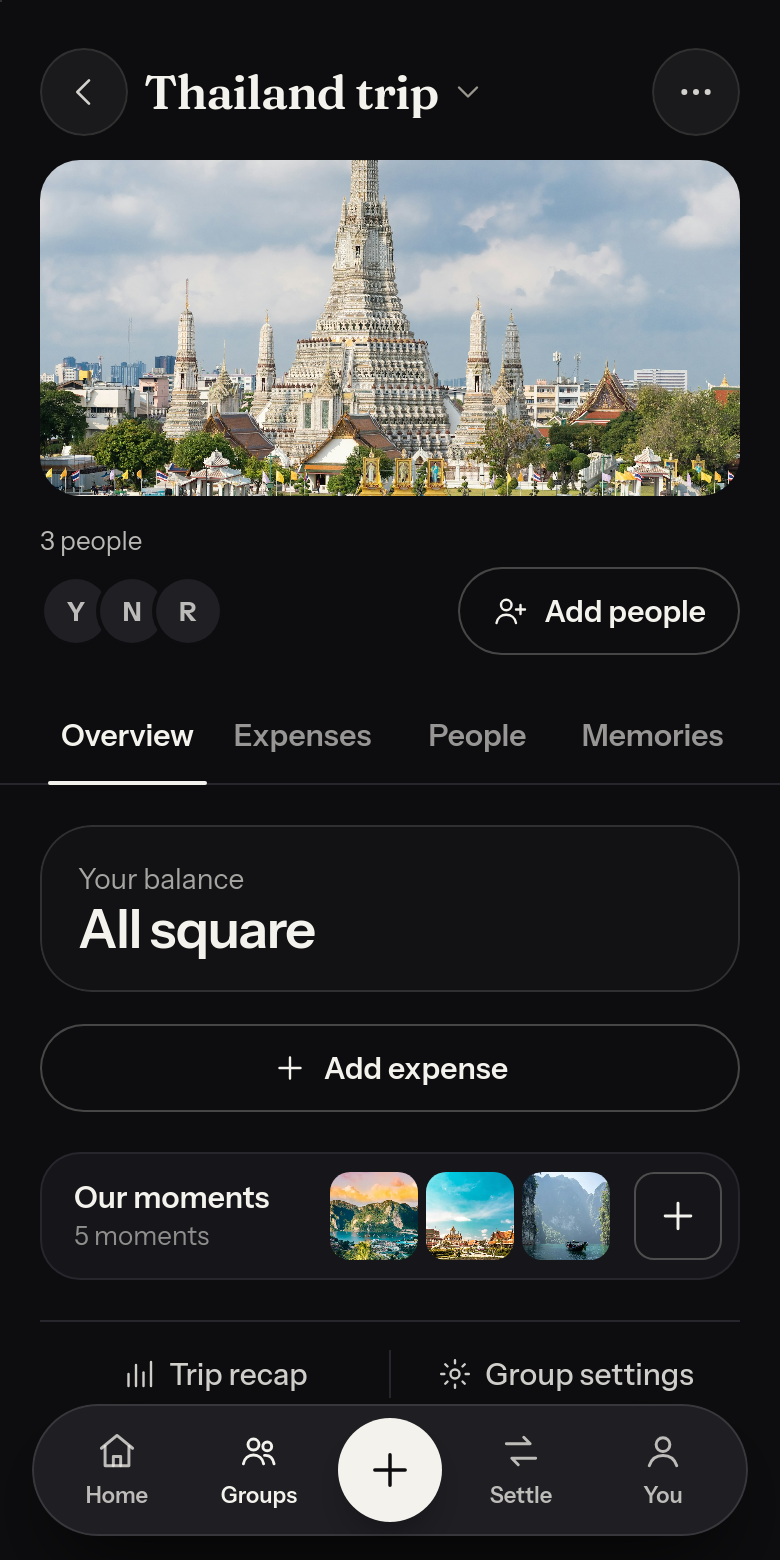 Thailand trip
3 people
Y N R
Add people
Overview Expenses People Memories
Your balance
All square
Add expense
Our moments
5 moments
Trip recap Group settings
Home Groups Settle You